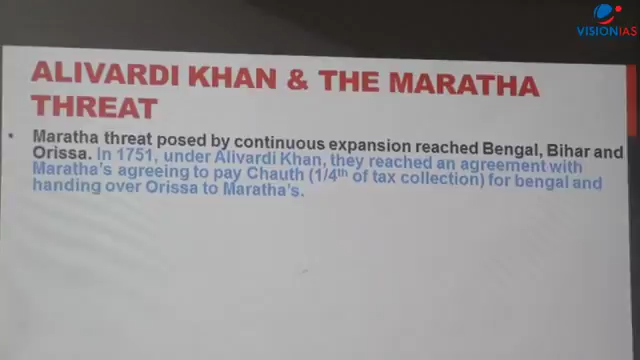 VISIONIAS
ALIVARDI KHAN & THE MARATHA
THREAT
• Maratha threat posed by continuous expansion reached Bengal, Bihar and
Orissa. In 1751, under Alivardi Khan, they reached an agreement with
Maratha's agreeing to pay Chauth (1/4th of tax collection) for bengal and
handing over Orissa to Maratha's.